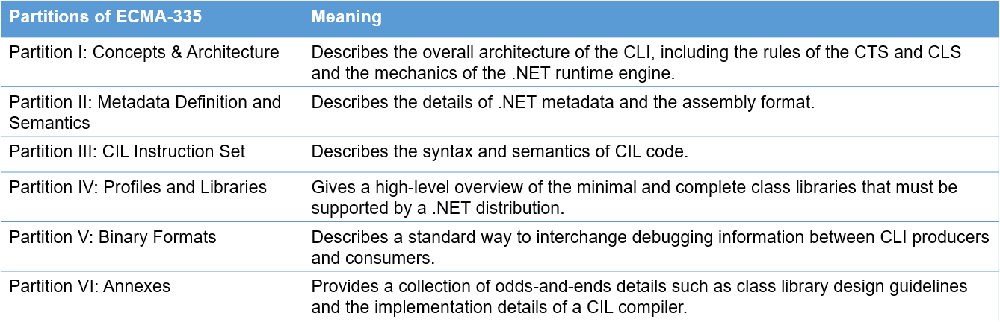 Partitions of ECMA-335 Meaning
Partition I: Concepts & Architecture Describes the overall architecture of the CLI, including the rules of the CTS and CLS
and the mechanics of the .NET runtime engine.
Partition II: Metadata Definition and Describes the details of .NET metadata and the assembly format.
Semantics
Partition III: CIL Instruction Set Describes the syntax and semantics of CIL code.
Partition IV: Profiles and Libraries Gives a high-level overview of the minimal and complete class libraries that must be
supported by a .NET distribution.
Partition V: Binary Formats Describes a standard way to interchange debugging information between CLI producers
and consumers.
Partition VI: Annexes Provides a collection of odds-and-ends details such as class library design guidelines
and the implementation details of a CIL compiler.